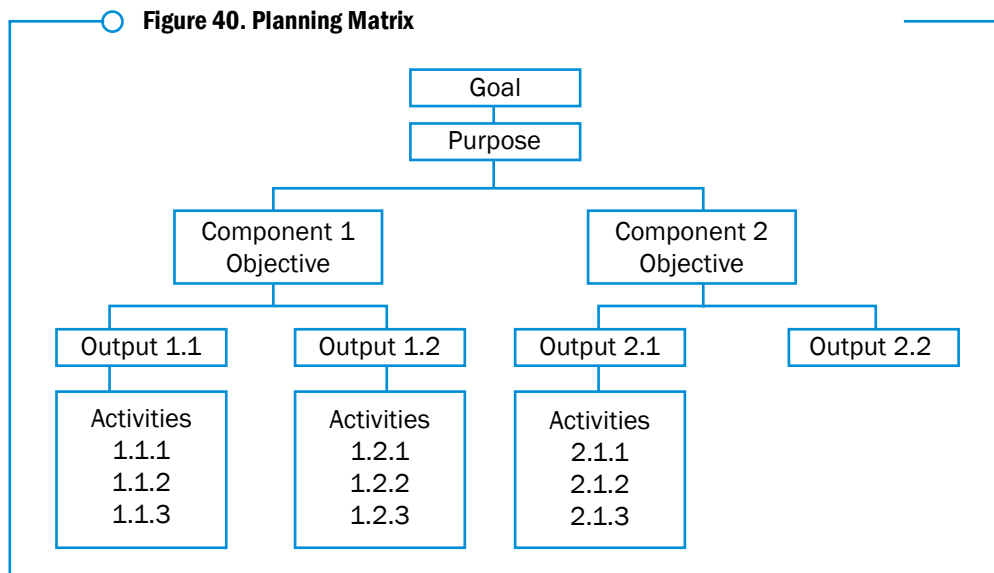 Figure 40. Planning Matrix
Goal
Purpose
Component 1
Objective
Component 2
Objective
Output 1.1
Output 1.2
Output 2.1
Output 2.2
Activities
1.1.1
1.1.2
1.1.3
Activities
1.2.1
1.2.2
1.2.3
Activities
2.1.1
2.1.2
2.1.3